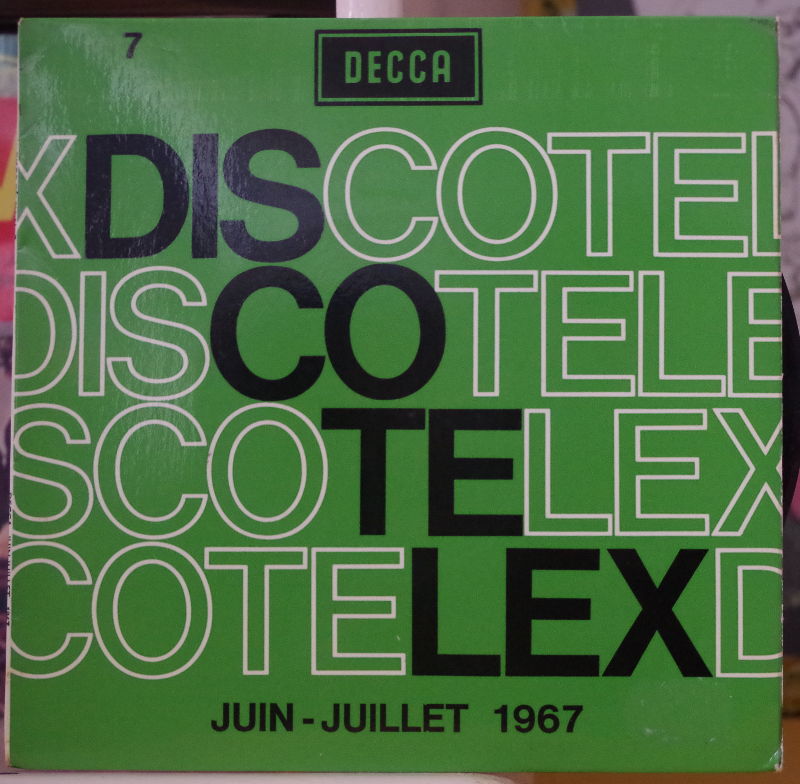 7
DECCA
XDISCOTEL
DISCOTELE
SCOTELEX
COTELEXD
JUIN-JUILLET 1967